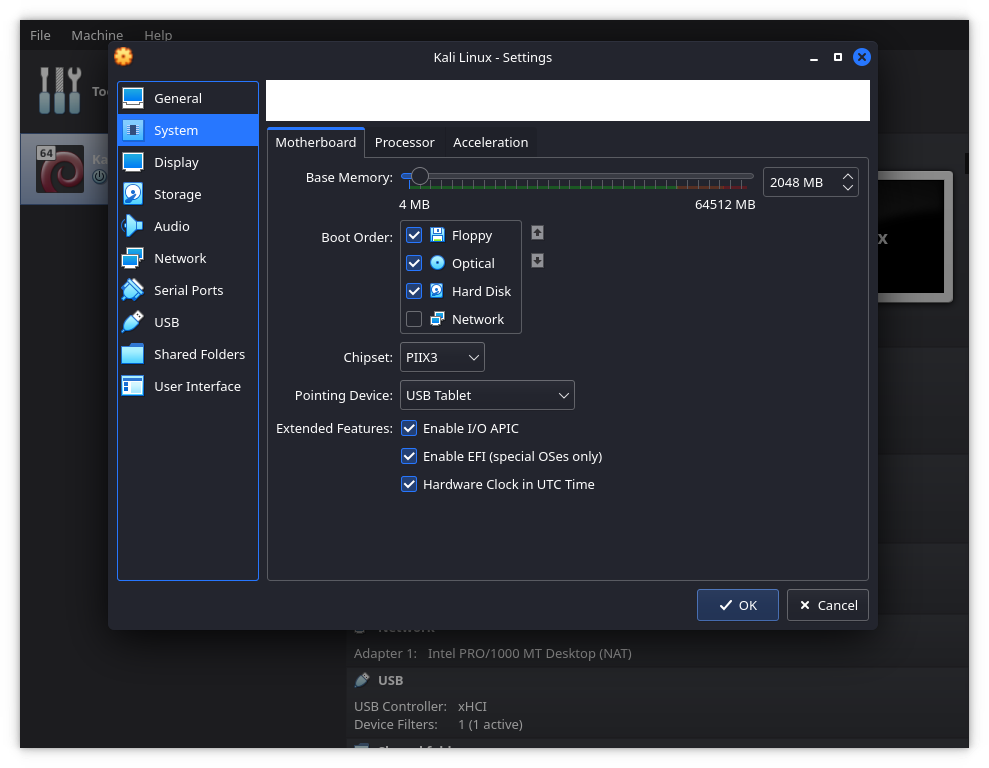 File Machine Help
Kali Linux - Settings
General
System
Display
Storage
Audio
Network
Serial Ports
USB
Shared Folders
User Interface
64
Motherboard Processor Acceleration
Base Memory: 2048 MB
4 MB 64512 MB
Boot Order: Floppy
Optical
Hard Disk
Network
Chipset: PIIX3
Pointing Device: USB Tablet
Extended Features: Enable I/O APIC
Enable EFI (special OSes only)
Hardware Clock in UTC Time
OK Cancel
Network
Adapter 1: Intel PRO/1000 MT Desktop (NAT)
USB
USB Controller: xHCI
Device Filters: 1 (1 active)